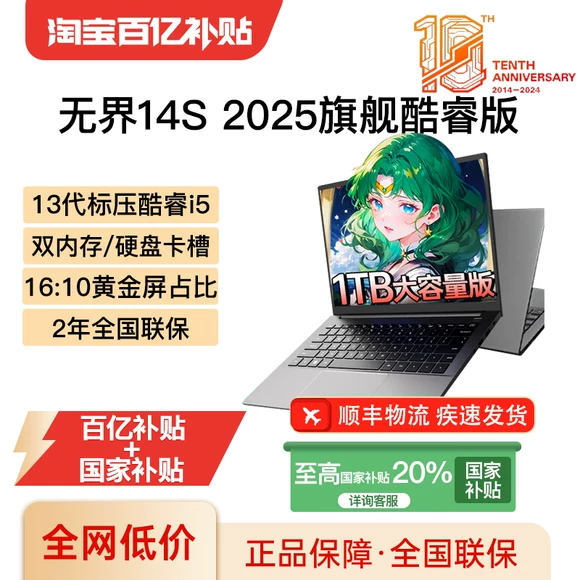 淘宝百亿补贴
TENTH
ANNIVERSARY
2014-2024
无界14S 2025旗舰酷睿版
13代标压酷睿i5
双内存/硬盘卡槽
16:10黄金屏占比
2年全国联保
1TB大容量版
顺丰物流 疾速发货
百亿补贴
+
国家补贴
至高国家补贴20%
详询客服
国家
补贴
全网低价
正品保障·全国联保